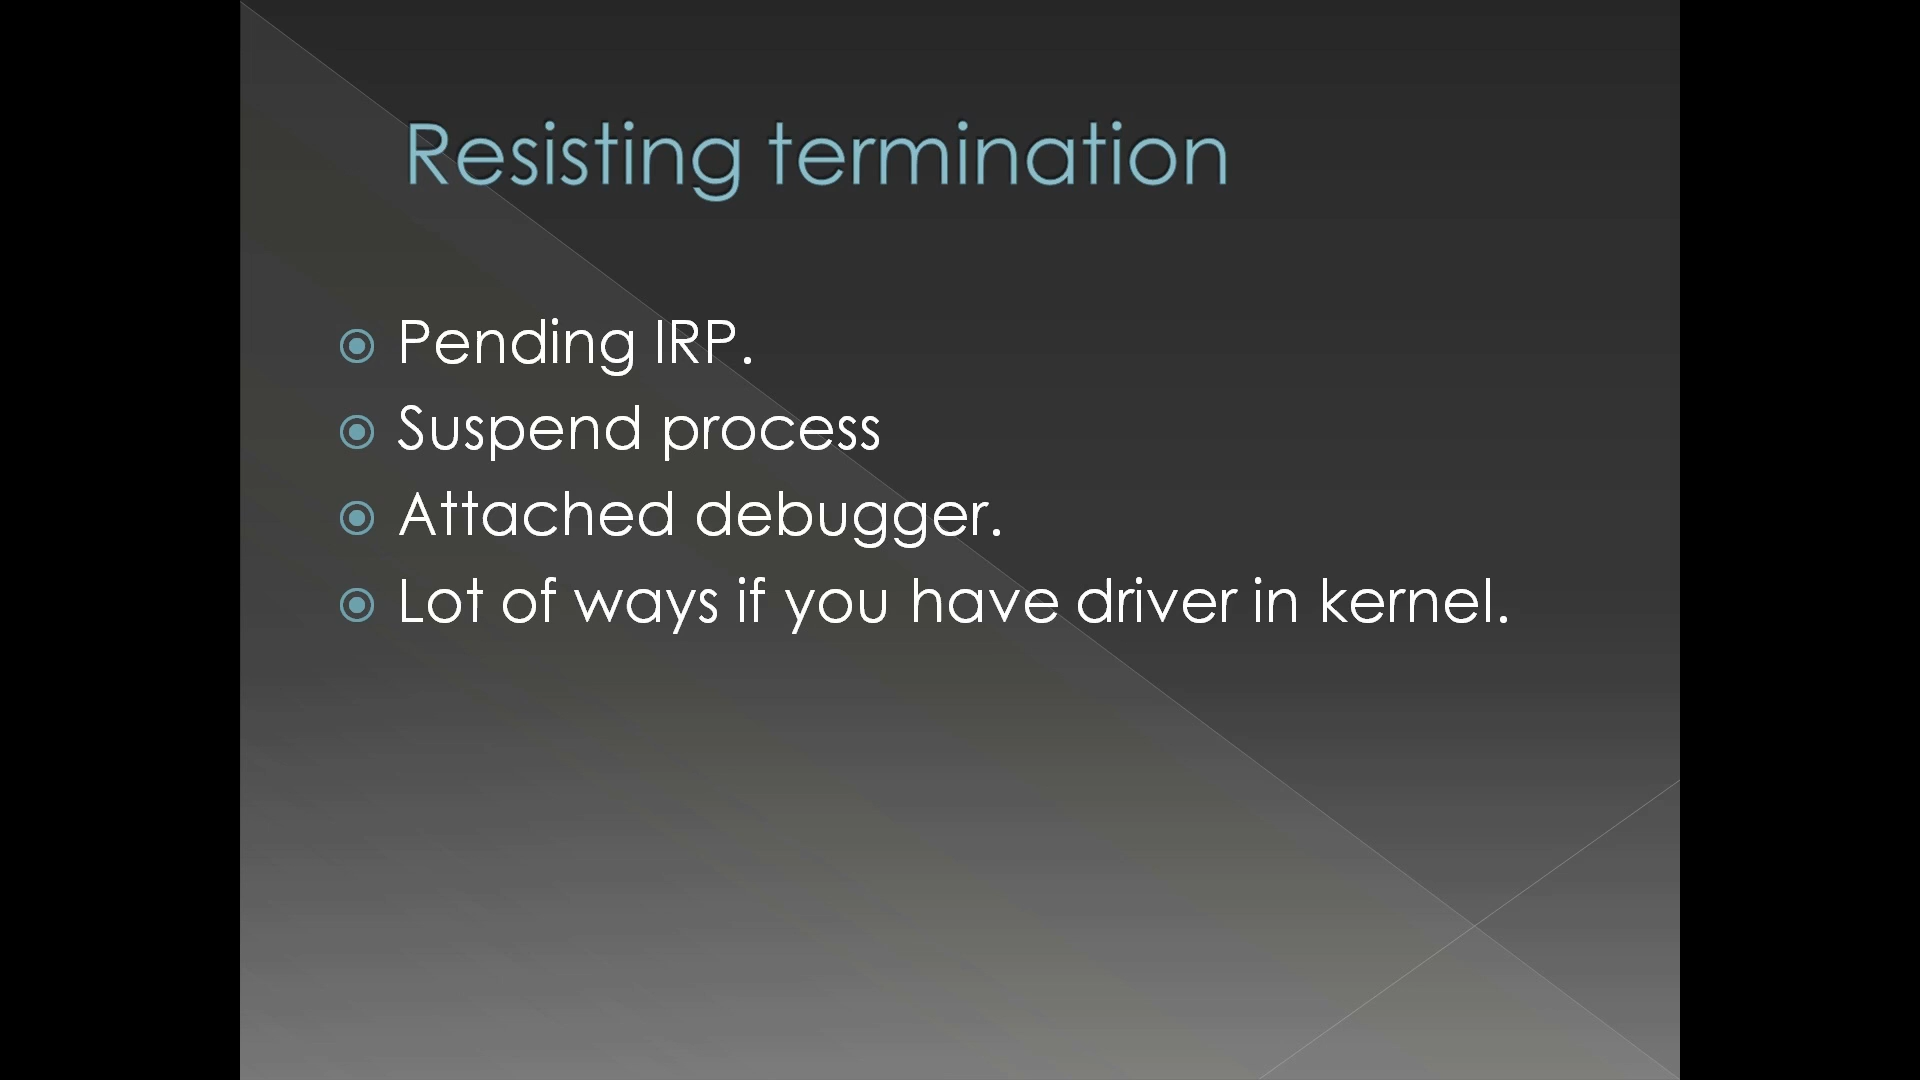 Resisting termination
Pending IRP.
Suspend process
Attached debugger.
Lot of ways if you have driver in kernel.